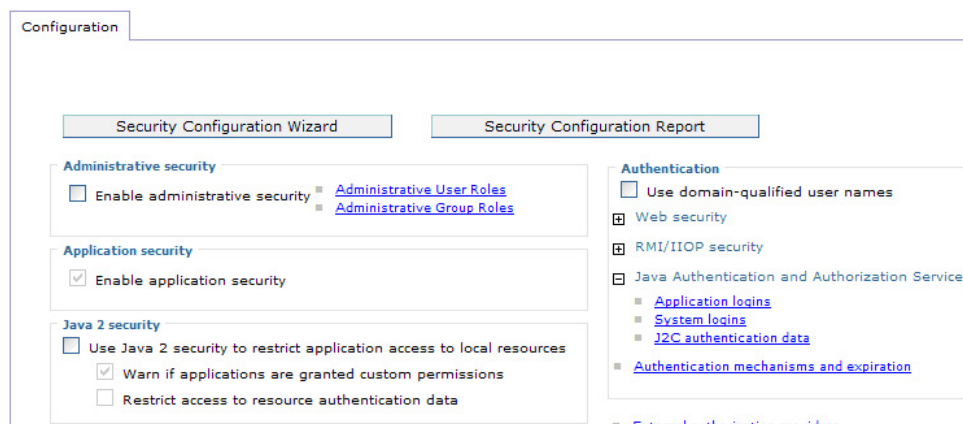 Configuration
Security Configuration Wizard
Security Configuration Report
Administrative security
Enable administrative security
Administrative User Roles
Administrative Group Roles
Application security
Enable application security
Java 2 security
Use Java 2 security to restrict application access to local resources
Warn if applications are granted custom permissions
Restrict access to resource authentication data
Authentication
Use domain-qualified user names
Web security
RMI/IIOP security
Java Authentication and Authorization Service
Application logins
System logins
J2C authentication data
Authentication mechanisms and expiration